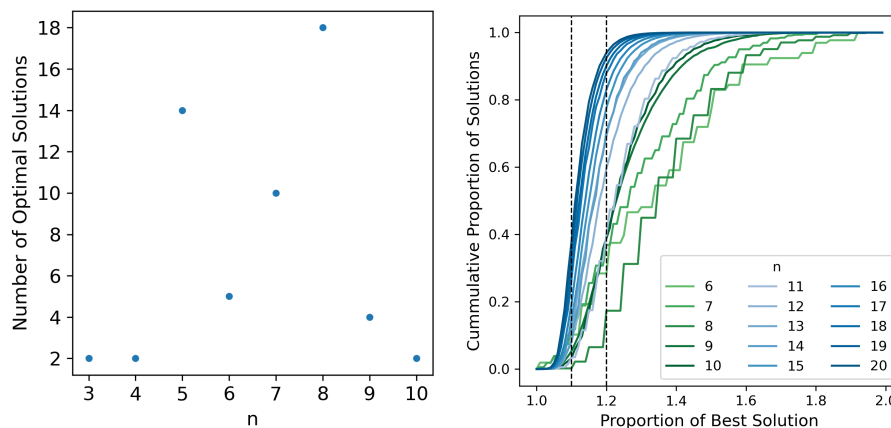 18
16
14
12
10
8
6
4
2
Number of Optimal Solutions
3 4 5 6 7 8 9 10
n
1.0
0.8
0.6
0.4
0.2
0.0
Cummulative Proportion of Solutions
n
6 11 16
7 12 17
8 13 18
9 14 19
10 15 20
1.0 1.2 1.4 1.6 1.8 2.0
Proportion of Best Solution